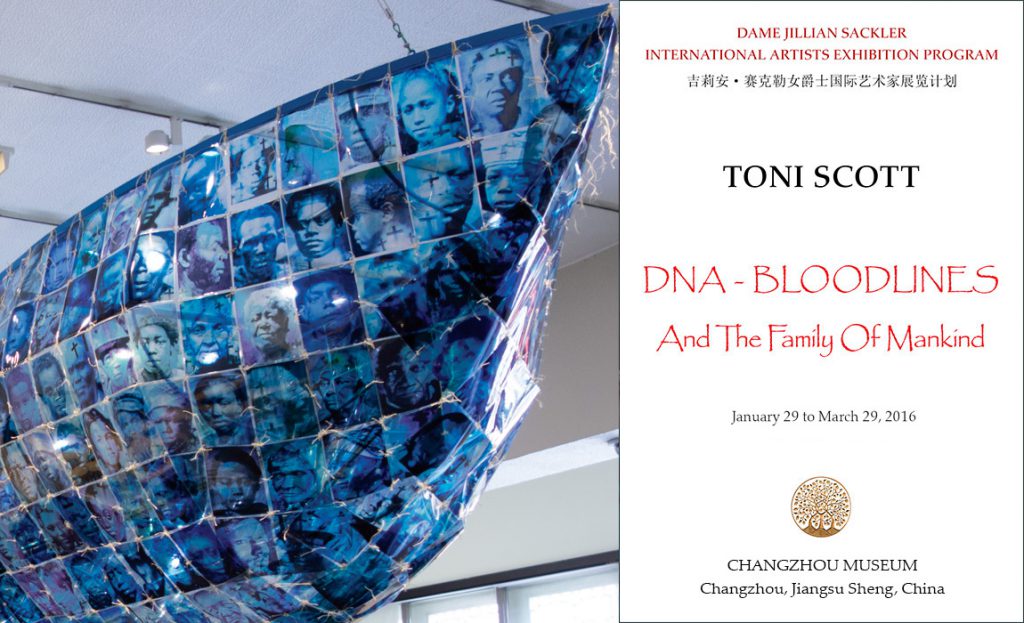 DAME JILLIAN SACKLER
INTERNATIONAL ARTISTS EXHIBITION PROGRAM
吉莉安·赛克勒女爵士国际艺术家展览计划
TONI SCOTT
DNA - BLOODLINES
And The Family Of Mankind
January 29 to March 29, 2016
CHANGZHOU MUSEUM
Changzhou, Jiangsu Sheng, China